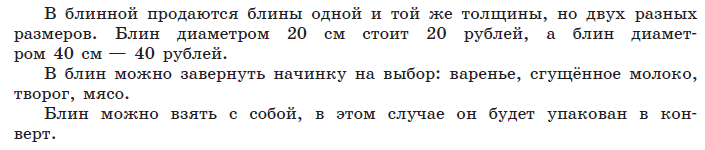 В блинной продаются блины одной и той же толщины, но двух разных
размеров. Блин диаметром 20 см стоит 20 рублей, а блин диамет-
ром 40 см — 40 рублей.
В блин можно завернуть начинку на выбор: варенье, сгущённое молоко,
творог, мясо.
Блин можно взять с собой, в этом случае он будет упакован в кон-
верт.